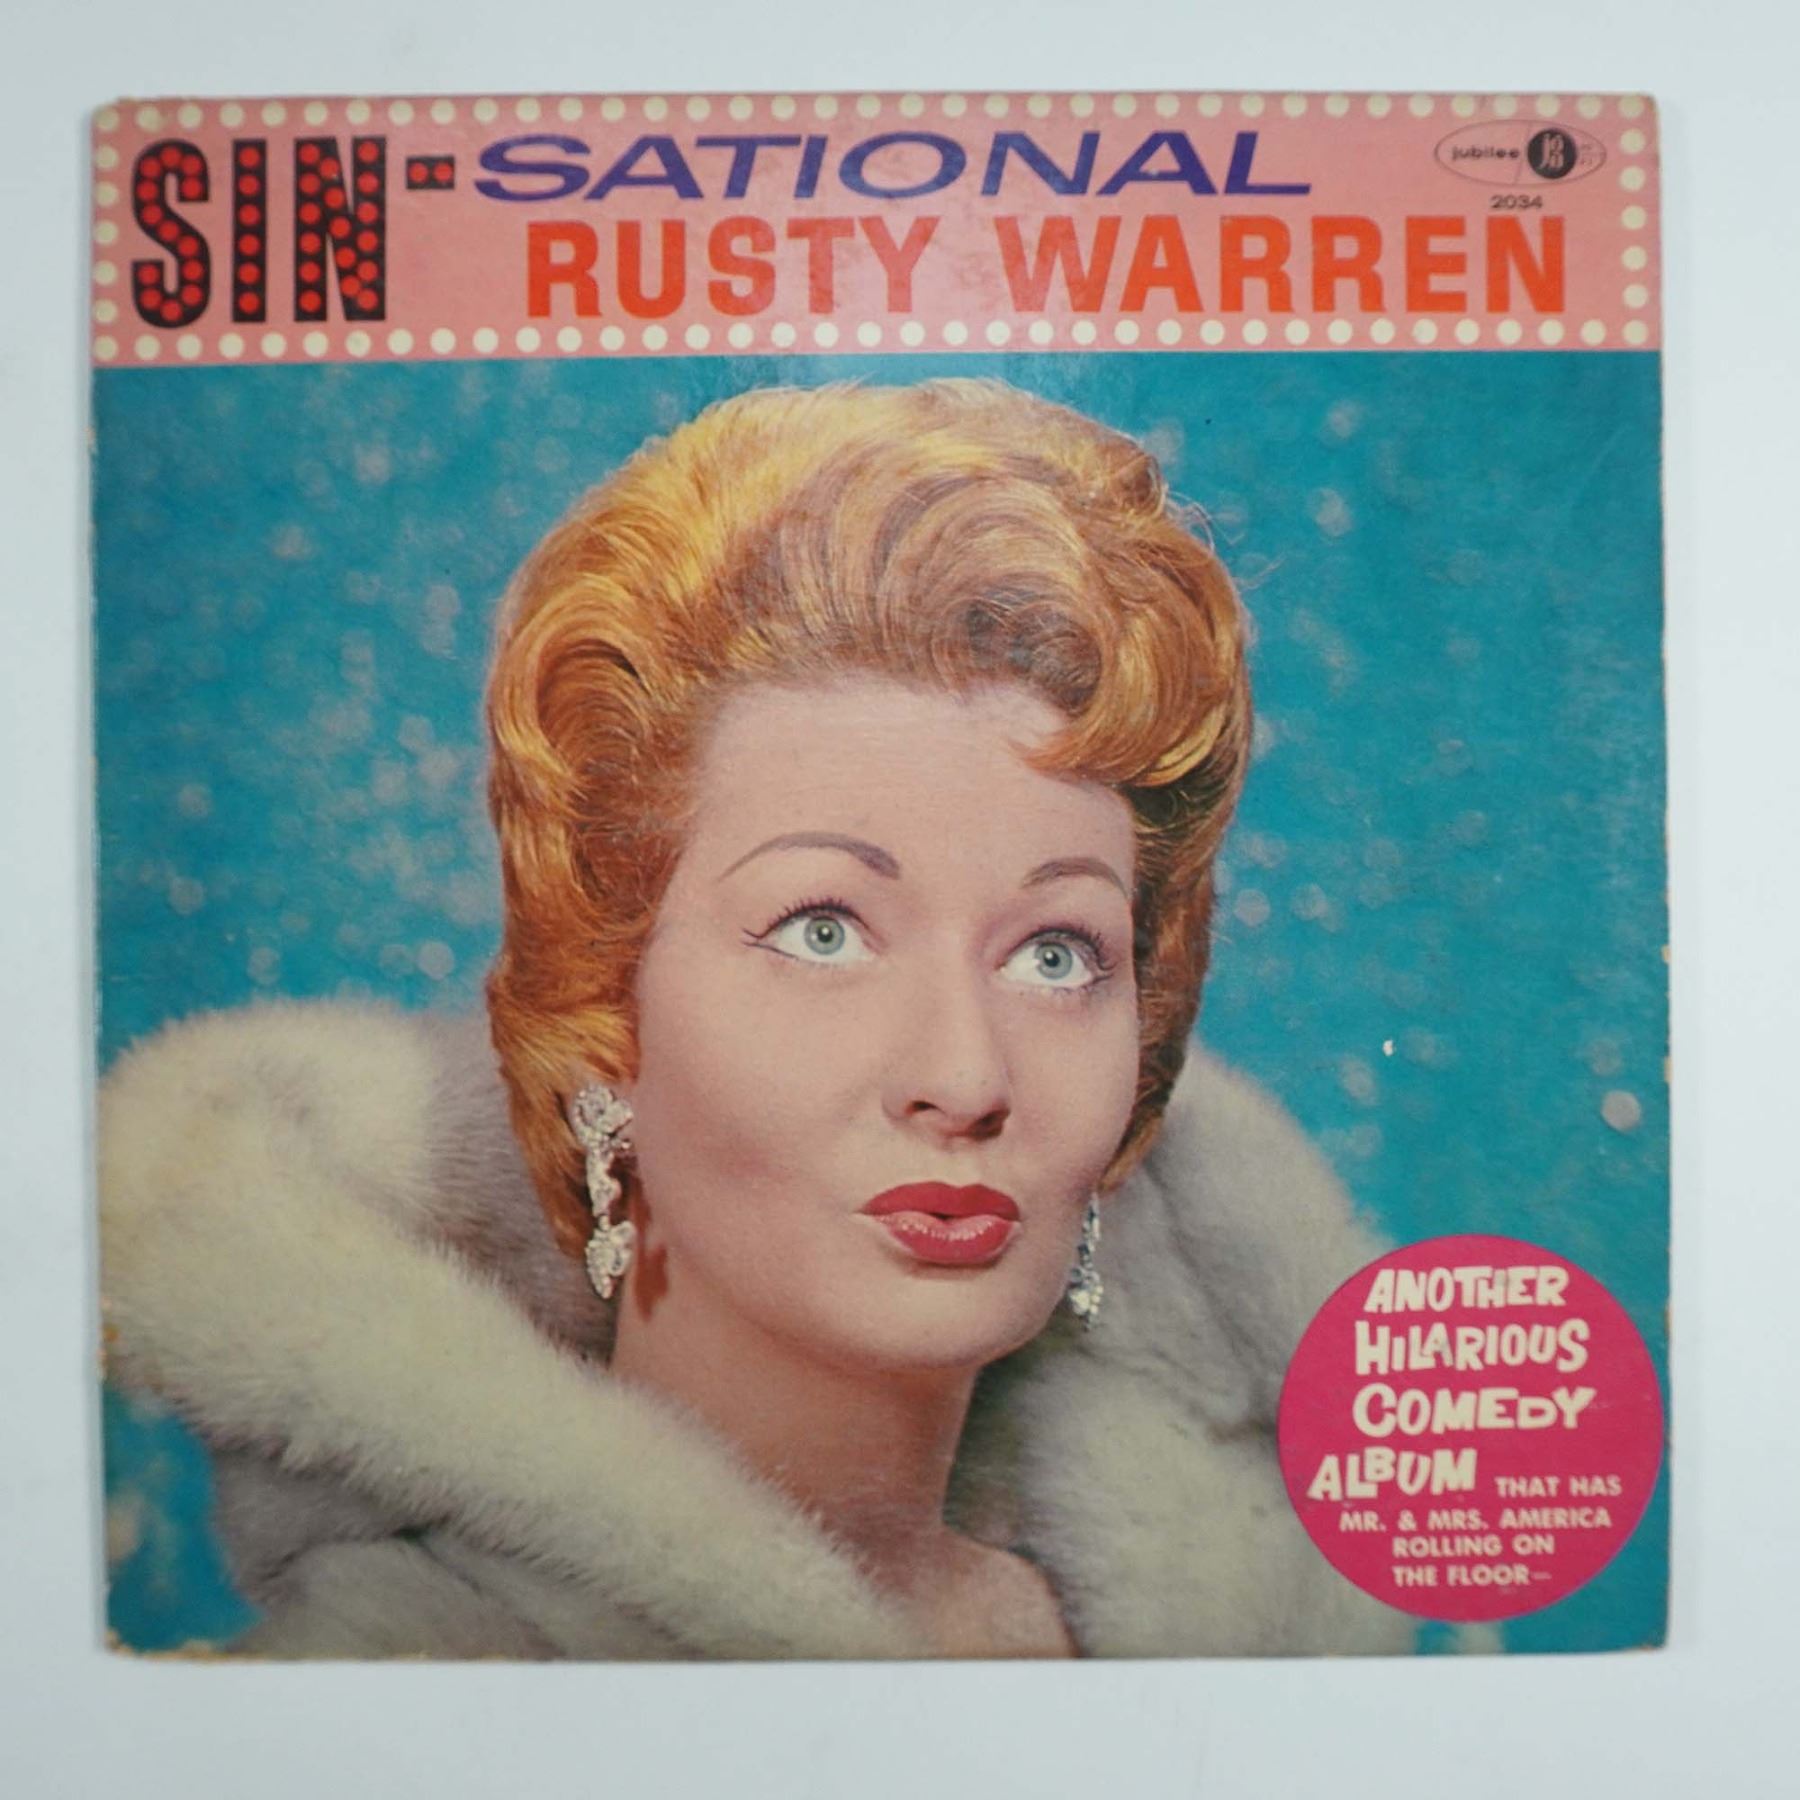 SIN-SATIONAL
jubilee
2034
RUSTY WARREN
ANOTHER
HILARIOUS
COMEDY
ALBUM THAT HAS
MR. & MRS. AMERICA
ROLLING ON
THE FLOOR—